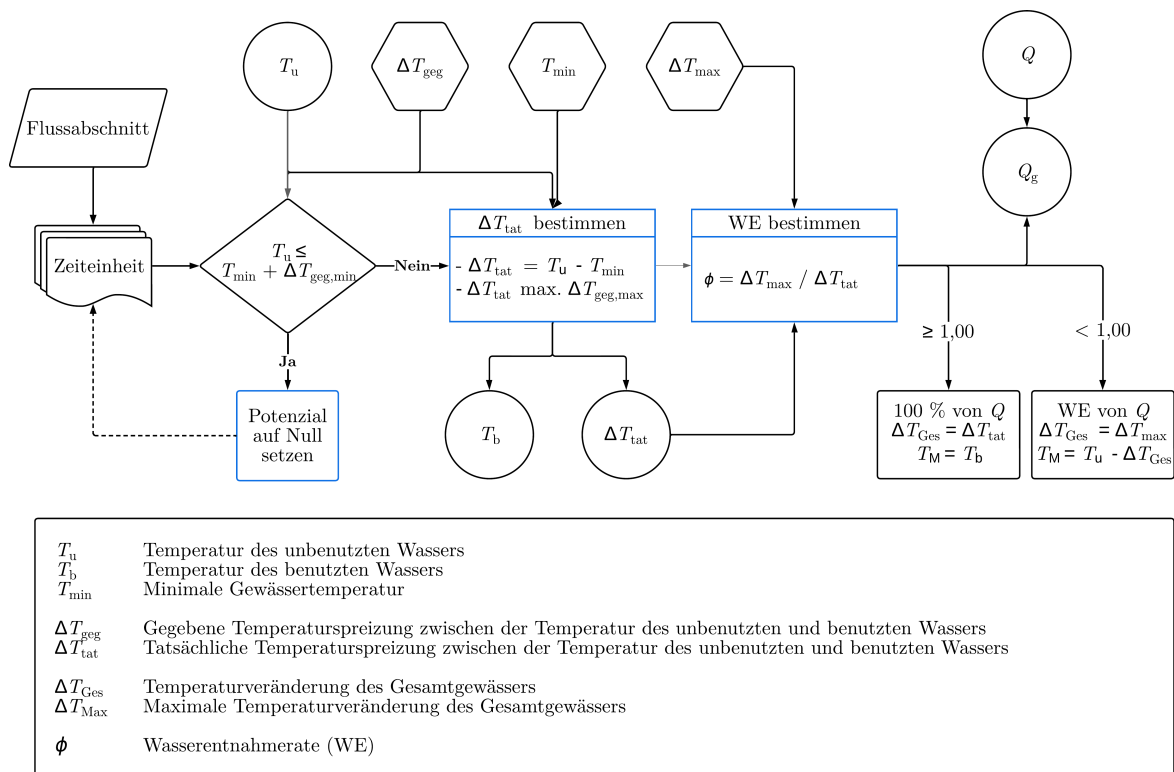 T_u
ΔT_geg
T_min
ΔT_max
Q
Flussabschnitt
Q_g
Zeiteinheit
T_u ≤
T_min + ΔT_geg,min
Nein
ΔT_tat bestimmen
- ΔT_tat = T_u - T_min
- ΔT_tat max. ΔT_geg,max
WE bestimmen
ϕ = ΔT_max / ΔT_tat
≥ 1,00
< 1,00
Ja
Potenzial
auf Null
setzen
T_b
ΔT_tat
100 % von Q
ΔT_Ges = ΔT_tat
T_M = T_b
WE von Q
ΔT_Ges = ΔT_max
T_M = T_u - ΔT_Ges
T_u Temperatur des unbenutzten Wassers
T_b Temperatur des benutzten Wassers
T_min Minimale Gewässertemperatur
ΔT_geg Gegebene Temperaturspreizung zwischen der Temperatur des unbenutzten und benutzten Wassers
ΔT_tat Tatsächliche Temperaturspreizung zwischen der Temperatur des unbenutzten und benutzten Wassers
ΔT_Ges Temperaturveränderung des Gesamtgewässers
ΔT_Max Maximale Temperaturveränderung des Gesamtgewässers
ϕ Wasserentnahmerate (WE)